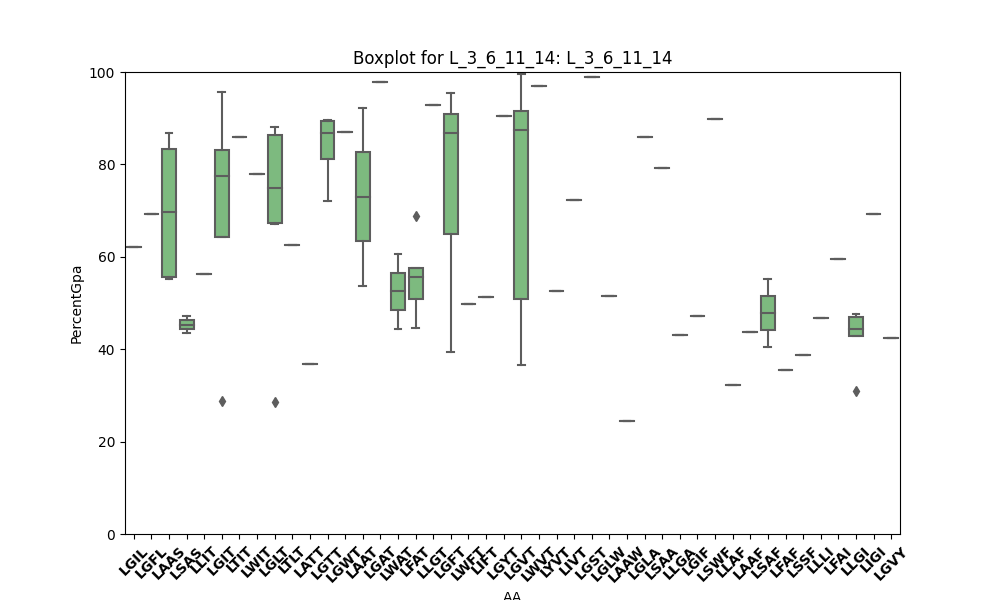 Boxplot for L_3_6_11_14: L_3_6_11_14
100
80
60
40
20
0
PercentGpa
LGIL LGFL LAAS LSAS LLIT LGIT LTIT LWIT LGLT LTLT LATT LGTT LGWT LAAT LGAT LWAT LFAT LLGT LGFT LWFT LIFT LGYT LGVT LWVT LYVT LIVT LGST LGLW LAAW LGLA LSAA LLGA LGIF LSWF LLAF LAAF LSAF LFAF LSSF LLLI LFAI LLGI LIGI LGVY
AA